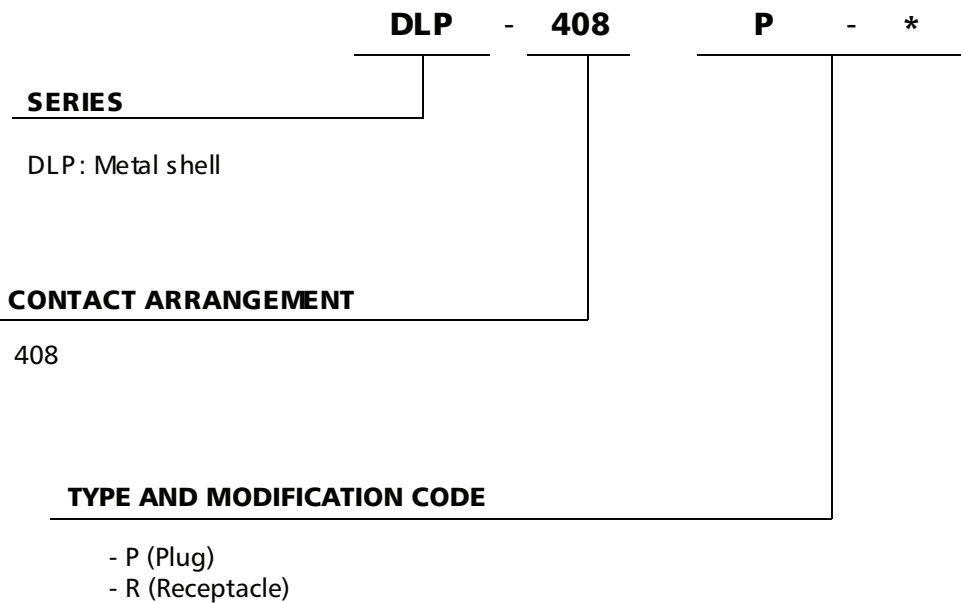 DLP - 408 P - *
SERIES
DLP: Metal shell
CONTACT ARRANGEMENT
408
TYPE AND MODIFICATION CODE
- P (Plug)
- R (Receptacle)